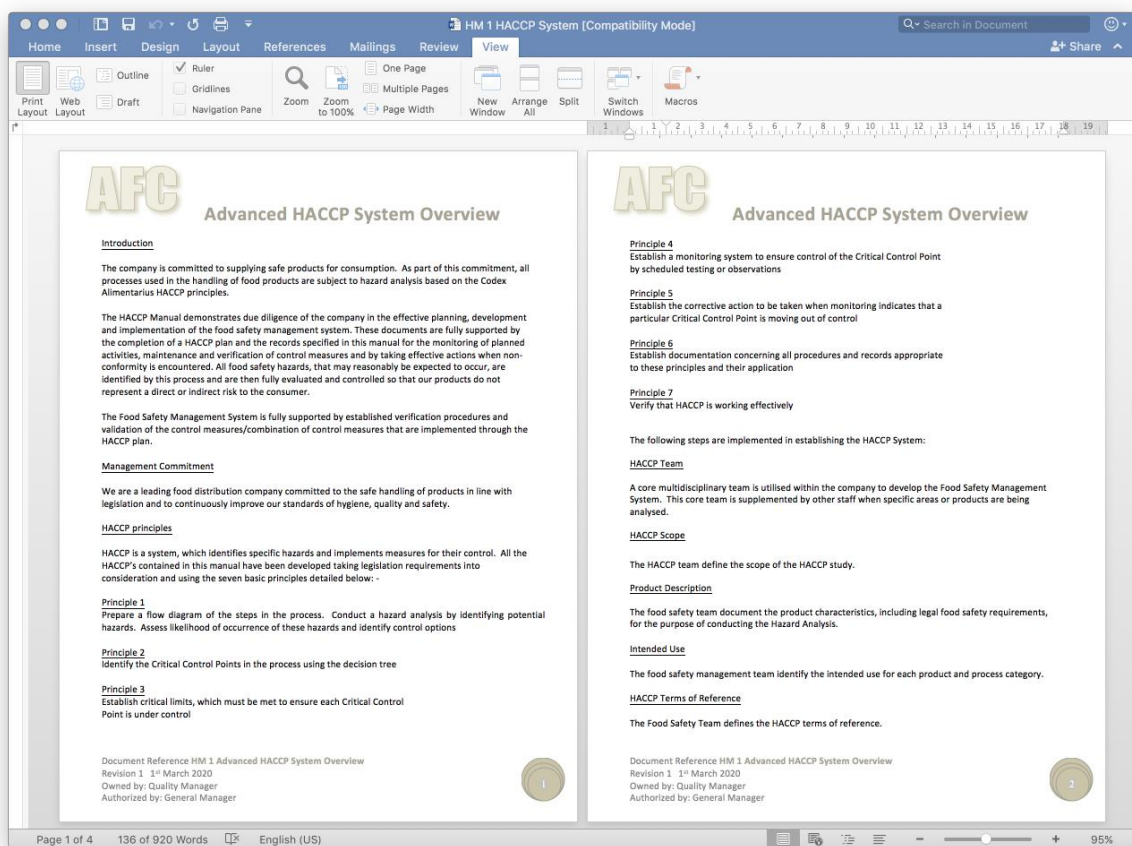 HM 1 HACCP System [Compatibility Mode]
Search in Document
Home Insert Design Layout References Mailings Review View
Share
Print Layout
Web Layout
Outline
Draft
Ruler
Gridlines
Navigation Pane
Zoom
Zoom to 100%
One Page
Multiple Pages
Page Width
New Window
Arrange All
Split
Switch Windows
Macros
1 1 2 3 4 5 6 7 8 9 10 11 12 13 14 15 16 17 18 19
AFC
Advanced HACCP System Overview
Introduction
The company is committed to supplying safe products for consumption. As part of this commitment, all
processes used in the handling of food products are subject to hazard analysis based on the Codex
Alimentarius HACCP principles.
The HACCP Manual demonstrates due diligence of the company in the effective planning, development
and implementation of the food safety management system. These documents are fully supported by
the completion of a HACCP plan and the records specified in this manual for the monitoring of planned
activities, maintenance and verification of control measures and by taking effective actions when non-
conformity is encountered. All food safety hazards, that may reasonably be expected to occur, are
identified by this process and are then fully evaluated and controlled so that our products do not
represent a direct or indirect risk to the consumer.
The Food Safety Management System is fully supported by established verification procedures and
validation of the control measures/combination of control measures that are implemented through the
HACCP plan.
Management Commitment
We are a leading food distribution company committed to the safe handling of products in line with
legislation and to continuously improve our standards of hygiene, quality and safety.
HACCP principles
HACCP is a system, which identifies specific hazards and implements measures for their control. All the
HACCP's contained in this manual have been developed taking legislation requirements into
consideration and using the seven basic principles detailed below: -
Principle 1
Prepare a flow diagram of the steps in the process. Conduct a hazard analysis by identifying potential
hazards. Assess likelihood of occurrence of these hazards and identify control options
Principle 2
Identify the Critical Control Points in the process using the decision tree
Principle 3
Establish critical limits, which must be met to ensure each Critical Control
Point is under control
Document Reference HM 1 Advanced HACCP System Overview
Revision 1 1st March 2020
Owned by: Quality Manager
Authorized by: General Manager
1
AFC
Advanced HACCP System Overview
Principle 4
Establish a monitoring system to ensure control of the Critical Control Point
by scheduled testing or observations
Principle 5
Establish the corrective action to be taken when monitoring indicates that a
particular Critical Control Point is moving out of control
Principle 6
Establish documentation concerning all procedures and records appropriate
to these principles and their application
Principle 7
Verify that HACCP is working effectively
The following steps are implemented in establishing the HACCP System:
HACCP Team
A core multidisciplinary team is utilised within the company to develop the Food Safety Management
System. This core team is supplemented by other staff when specific areas or products are being
analysed.
HACCP Scope
The HACCP team define the scope of the HACCP study.
Product Description
The food safety team document the product characteristics, including legal food safety requirements,
for the purpose of conducting the Hazard Analysis.
Intended Use
The food safety management team identify the intended use for each product and process category.
HACCP Terms of Reference
The Food Safety Team defines the HACCP terms of reference.
Document Reference HM 1 Advanced HACCP System Overview
Revision 1 1st March 2020
Owned by: Quality Manager
Authorized by: General Manager
2
Page 1 of 4 136 of 920 Words English (US) 95%